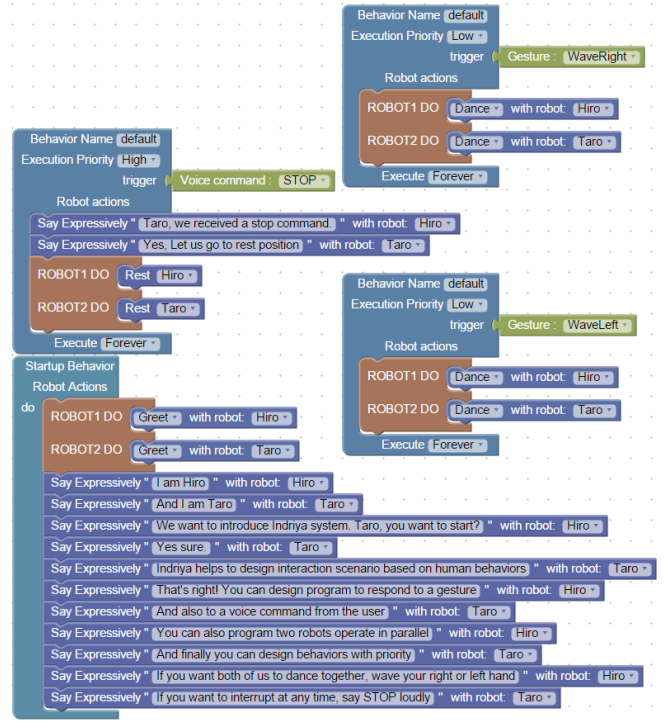 Behavior Name default
Execution Priority Low
trigger Gesture : WaveRight
Robot actions
ROBOT1 DO Dance with robot: Hiro
ROBOT2 DO Dance with robot: Taro
Execute Forever
Behavior Name default
Execution Priority High
trigger Voice command : STOP
Robot actions
Say Expressively " Taro, we received a stop command. " with robot: Hiro
Say Expressively " Yes, Let us go to rest position " with robot: Taro
ROBOT1 DO Rest Hiro
ROBOT2 DO Rest Taro
Execute Forever
Behavior Name default
Execution Priority Low
trigger Gesture : WaveLeft
Robot actions
ROBOT1 DO Dance with robot: Hiro
ROBOT2 DO Dance with robot: Taro
Execute Forever
Startup Behavior
Robot Actions
do
ROBOT1 DO Greet with robot: Hiro
ROBOT2 DO Greet with robot: Taro
Say Expressively " I am Hiro " with robot: Hiro
Say Expressively " And I am Taro " with robot: Taro
Say Expressively " We want to introduce Indriya system. Taro, you want to start? " with robot: Hiro
Say Expressively " Yes sure. " with robot: Taro
Say Expressively " Indriya helps to design interaction scenario based on human behaviors " with robot: Taro
Say Expressively " That's right! You can design program to respond to a gesture " with robot: Hiro
Say Expressively " And also to a voice command from the user " with robot: Taro
Say Expressively " You can also program two robots operate in parallel " with robot: Hiro
Say Expressively " And finally you can design behaviors with priority " with robot: Taro
Say Expressively " If you want both of us to dance together, wave your right or left hand " with robot: Hiro
Say Expressively " If you want to interrupt at any time, say STOP loudly " with robot: Taro